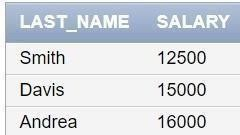 LAST_NAME SALARY
Smith 12500
Davis 15000
Andrea 16000